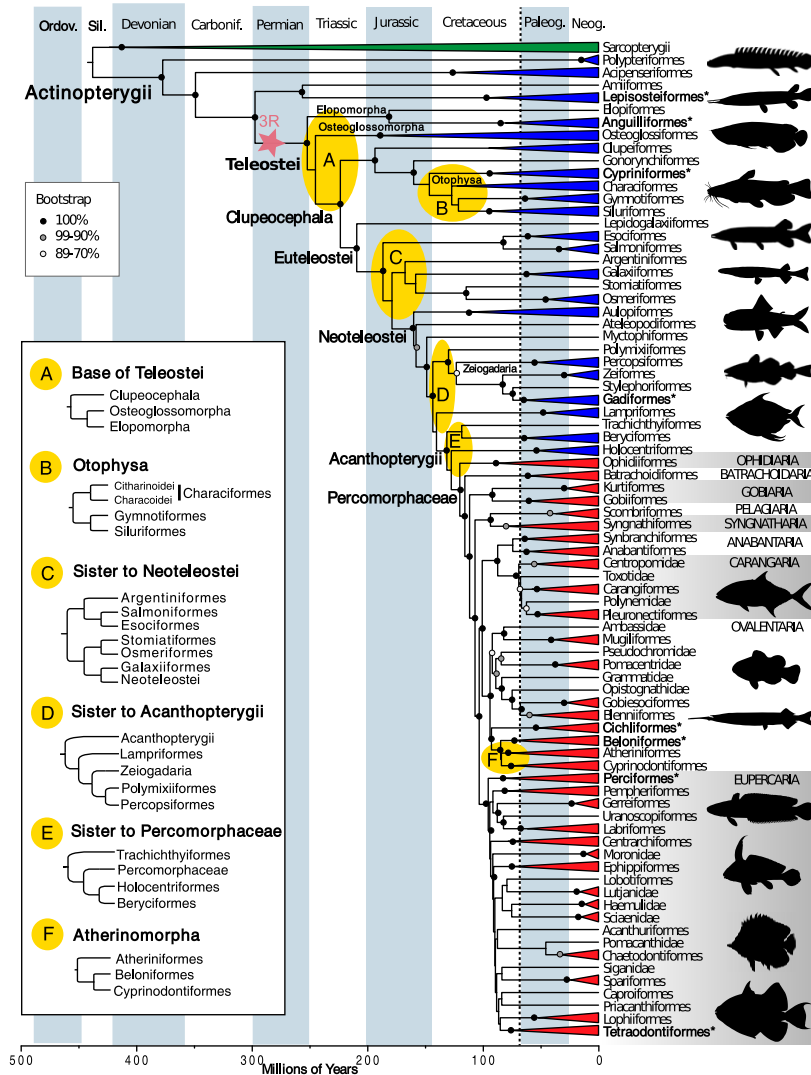 Ordov.
Sil.
Devonian
Carbonif.
Permian
Triassic
Jurassic
Cretaceous
Paleog.
Neog.
Sarcopterygii
Polypteriformes
Acipenseriformes
Actinopterygii
Amiiformes
Lepisosteiformes*
Elopomorpha
Elopiformes
3R
Anguilliformes*
Osteoglossomorpha
Osteoglossiformes
Teleostei
A
Clupeiformes
Gonorynchiformes
Otophysa
Cypriniformes*
Characiformes
Bootstrap
100%
99-90%
89-70%
B
Gymnotiformes
Siluriformes
Clupeocephala
Lepidogalaxiiformes
Esociformes
Salmoniformes
Euteleostei
C
Argentiniformes
Galaxiiformes
Stomiatiformes
Osmeriformes
Aulopiformes
Ateleopodiformes
Neoteleostei
Myctophiformes
Polymixiiformes
Percopsiformes
Zeiogadaria
Zeiformes
Stylephoriformes
D
Gadiformes*
Lampriformes
Trachichthyiformes
E
Beryciformes
Acanthopterygii
Holocentriformes
Ophidiiformes
OPHIDIARIA
Percomorphaceae
Batrachoidiformes
BATRACHOIDARIA
Kurtiformes
GOBIARIA
Gobiiformes
Scombriformes
PELAGIARIA
Syngnathiformes
SYNGNATHARIA
Synbranchiformes
ANABANTARIA
Anabantiformes
Centropomidae
CARANGARIA
Toxotidae
Carangiformes
Polynemidae
Pleuronectiformes
Ambassidae
OVALENTARIA
Mugiliformes
Pseudochromidae
Pomacentridae
Grammatidae
Opistognathidae
Gobiesociformes
Blenniiformes
Cichliformes*
Beloniformes*
F
Atheriniformes
Cyprinodontiformes
Perciformes*
EUPERCARIA
Pempheriformes
Gerreiformes
Uranoscopiformes
Labriformes
Centrarchiformes
Moronidae
Ephippiformes
Lobotiformes
Lutjanidae
Haemulidae
Sciaenidae
Acanthuriformes
Pomacanthidae
Chaetodontiformes
Siganidae
Spariformes
Caproiformes
Priacanthiformes
Lophiiformes
Tetraodontiformes*
A Base of Teleostei
Clupeocephala
Osteoglossomorpha
Elopomorpha
B Otophysa
Citharinoidei
Characoidei
Characiformes
Gymnotiformes
Siluriformes
C Sister to Neoteleostei
Argentiniformes
Salmoniformes
Esociformes
Stomatiformes
Osmeriformes
Galaxiiformes
Neoteleostei
D Sister to Acanthopterygii
Acanthopterygii
Lampriformes
Zeiogadaria
Polymixiiformes
Percopsiformes
E Sister to Percomorphaceae
Trachichthyiformes
Percomorphaceae
Holocentriformes
Beryciformes
F Atherinomorpha
Atheriniformes
Beloniformes
Cyprinodontiformes
500
400
300
200
100
0
Millions of Years